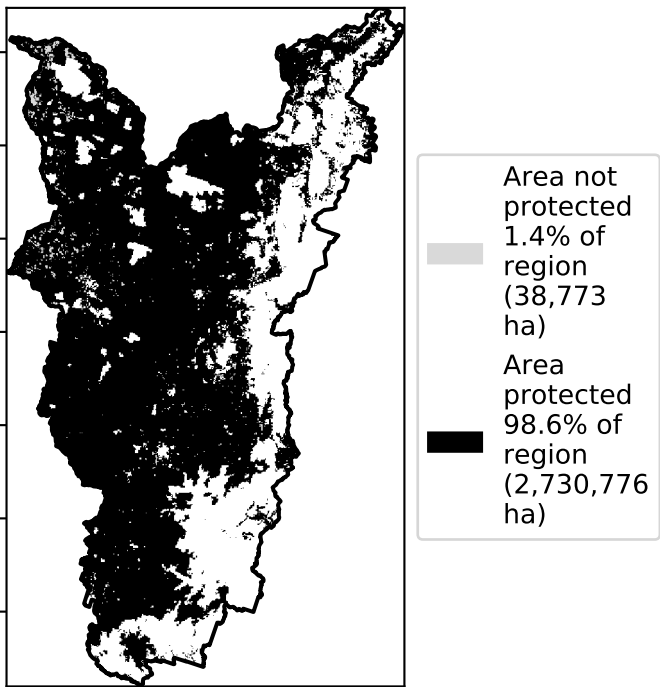 Area not
protected
1.4% of
region
(38,773
ha)
Area
protected
98.6% of
region
(2,730,776
ha)